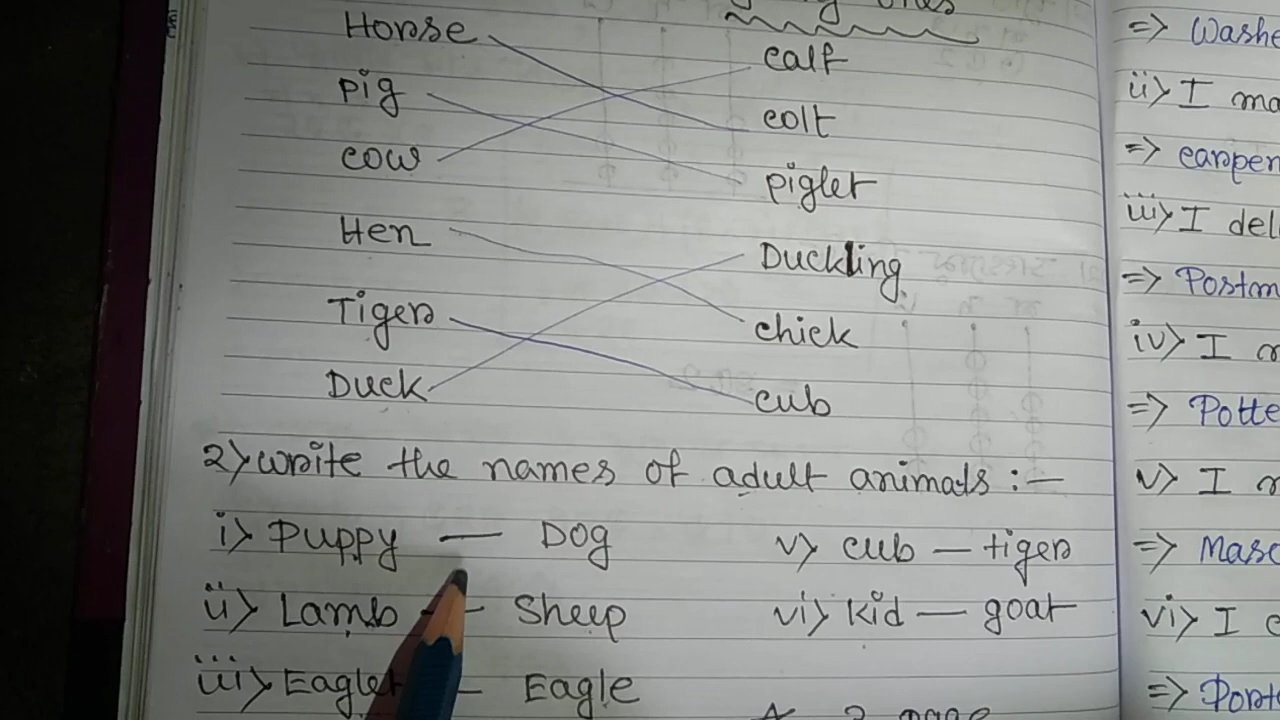 Horse
calf
Pig
colt
cow
piglet
Hen
Duckling
Tiger
chick
Duck
cub
2) write the names of adult animals :-
i) Puppy — Dog
v) cub — tiger
ii) Lamb — Sheep
vi) kid — goat
iii) Eaglet — Eagle
=> Washe
ii) I ma
=> carpen
iii) I del
=> Postm
iv) I
=> Potte
v) I
=> Maso
vi) I
=> Port